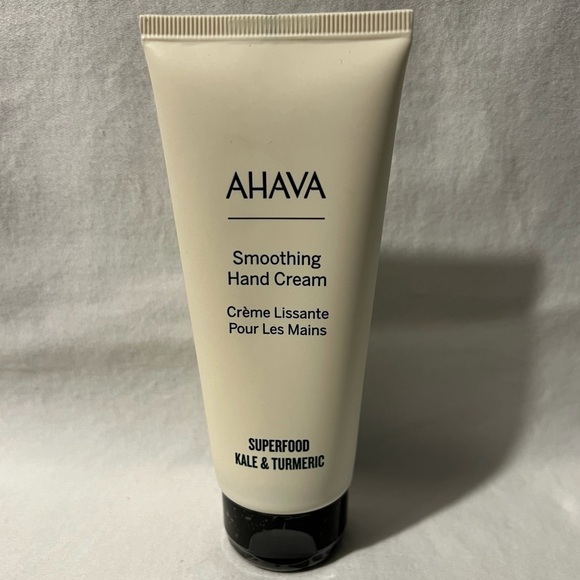 AHAVA
Smoothing
Hand Cream
Crème Lissante
Pour Les Mains
SUPERFOOD
KALE & TURMERIC